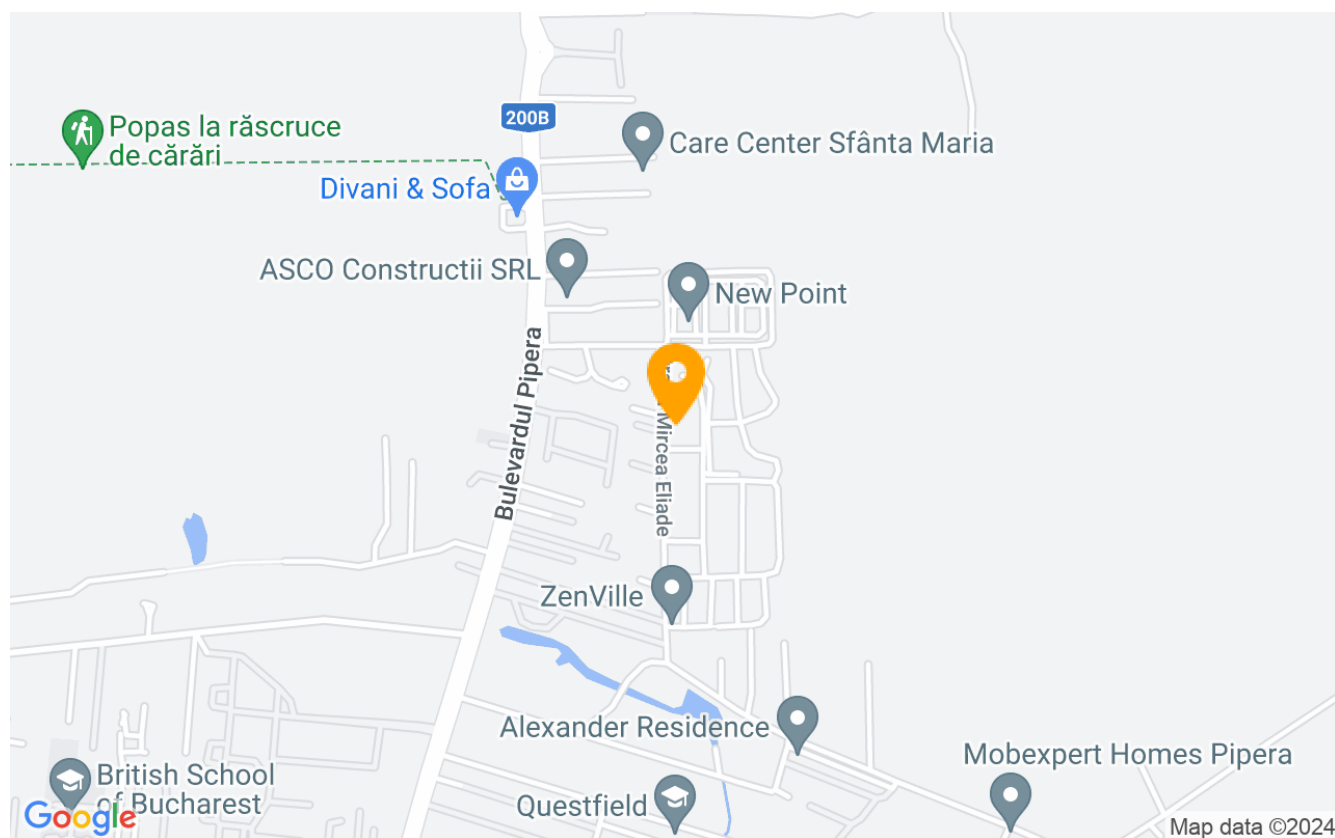 200B
Popas la răscruce
de cărări
Care Center Sfânta Maria
Divani & Sofa
ASCO Constructii SRL
New Point
Bulevardul Pipera
Mircea Eliade
ZenVille
Alexander Residence
Mobexpert Homes Pipera
British School
of Bucharest
Questfield
Google
Map data ©2024